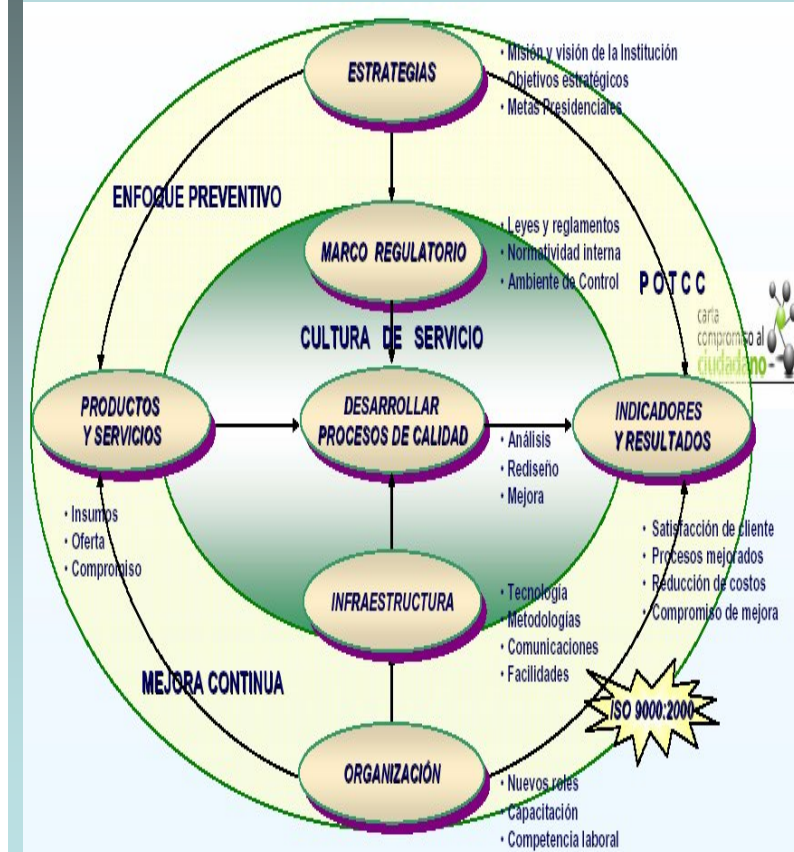 ESTRATEGIAS
• Misión y visión de la Institución
• Objetivos estratégicos
• Metas Presidenciales
ENFOQUE PREVENTIVO
MARCO REGULATORIO
• Leyes y reglamentos
• Normatividad interna
• Ambiente de Control
P O T C C
carta
compromiso al
ciudadano
CULTURA DE SERVICIO
PRODUCTOS
Y SERVICIOS
DESARROLLAR
PROCESOS DE CALIDAD
INDICADORES
Y RESULTADOS
• Análisis
• Rediseño
• Mejora
• Insumos
• Oferta
• Compromiso
• Satisfacción de cliente
• Procesos mejorados
• Reducción de costos
• Compromiso de mejora
INFRAESTRUCTURA
• Tecnología
• Metodologías
• Comunicaciones
• Facilidades
MEJORA CONTINUA
ISO 9000:2000
ORGANIZACIÓN
• Nuevos roles
• Capacitación
• Competencia laboral